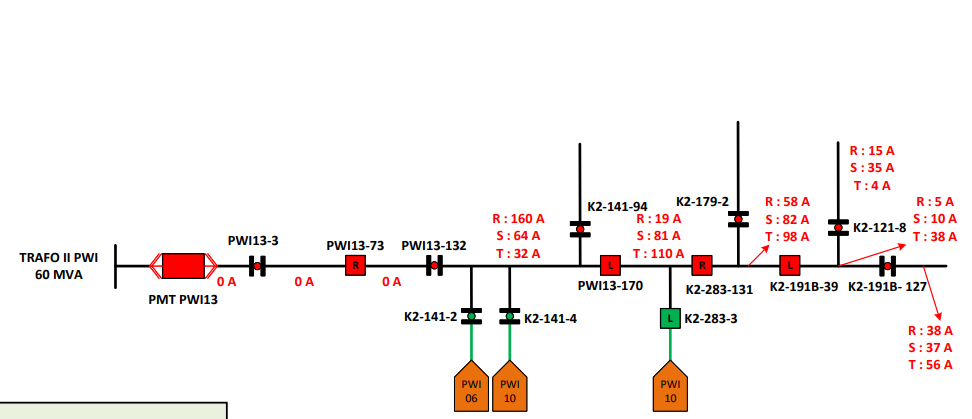 R : 15 A
S : 35 A
T : 4 A
K2-141-94
K2-179-2
R : 58 A
S : 82 A
T : 98 A
R : 5 A
S : 10 A
T : 38 A
R : 160 A
S : 64 A
T : 32 A
R : 19 A
S : 81 A
T : 110 A
K2-121-8
PWI13-3
PWI13-73
PWI13-132
TRAFO II PWI
60 MVA
R
L
R
L
0 A
0 A
0 A
PMT PWI13
PWI13-170
K2-283-131
K2-191B-39
K2-191B- 127
K2-141-2
K2-141-4
L
K2-283-3
R : 38 A
S : 37 A
T : 56 A
PWI
06
PWI
10
PWI
10